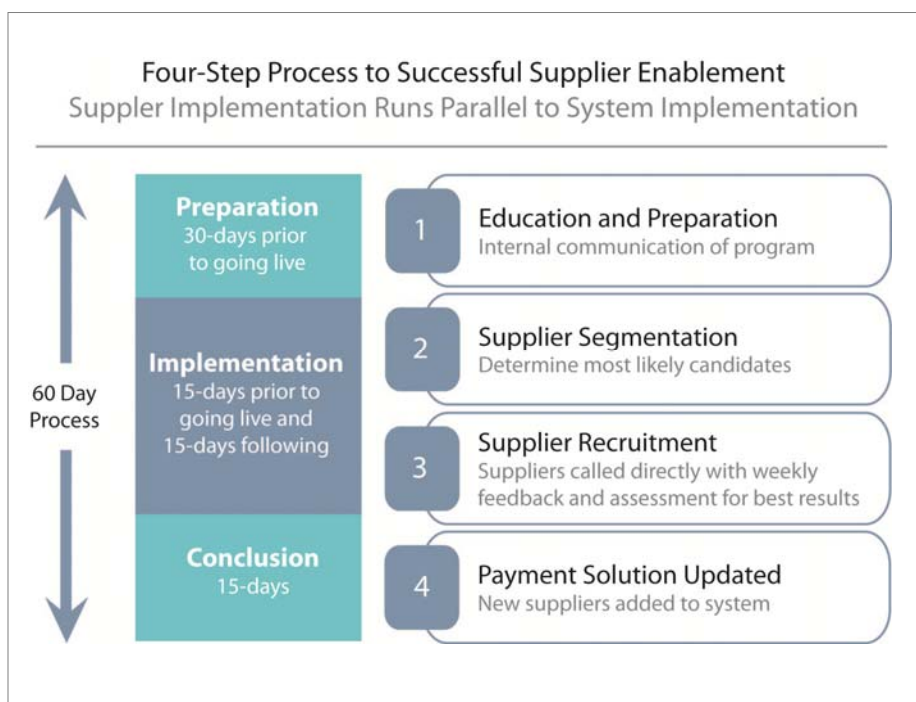 Four-Step Process to Successful Supplier Enablement
Suppler Implementation Runs Parallel to System Implementation
60 Day
Process
Preparation
30-days prior
to going live
Implementation
15-days prior to
going live and
15-days following
Conclusion
15-days
1
Education and Preparation
Internal communication of program
2
Supplier Segmentation
Determine most likely candidates
3
Supplier Recruitment
Suppliers called directly with weekly
feedback and assessment for best results
4
Payment Solution Updated
New suppliers added to system